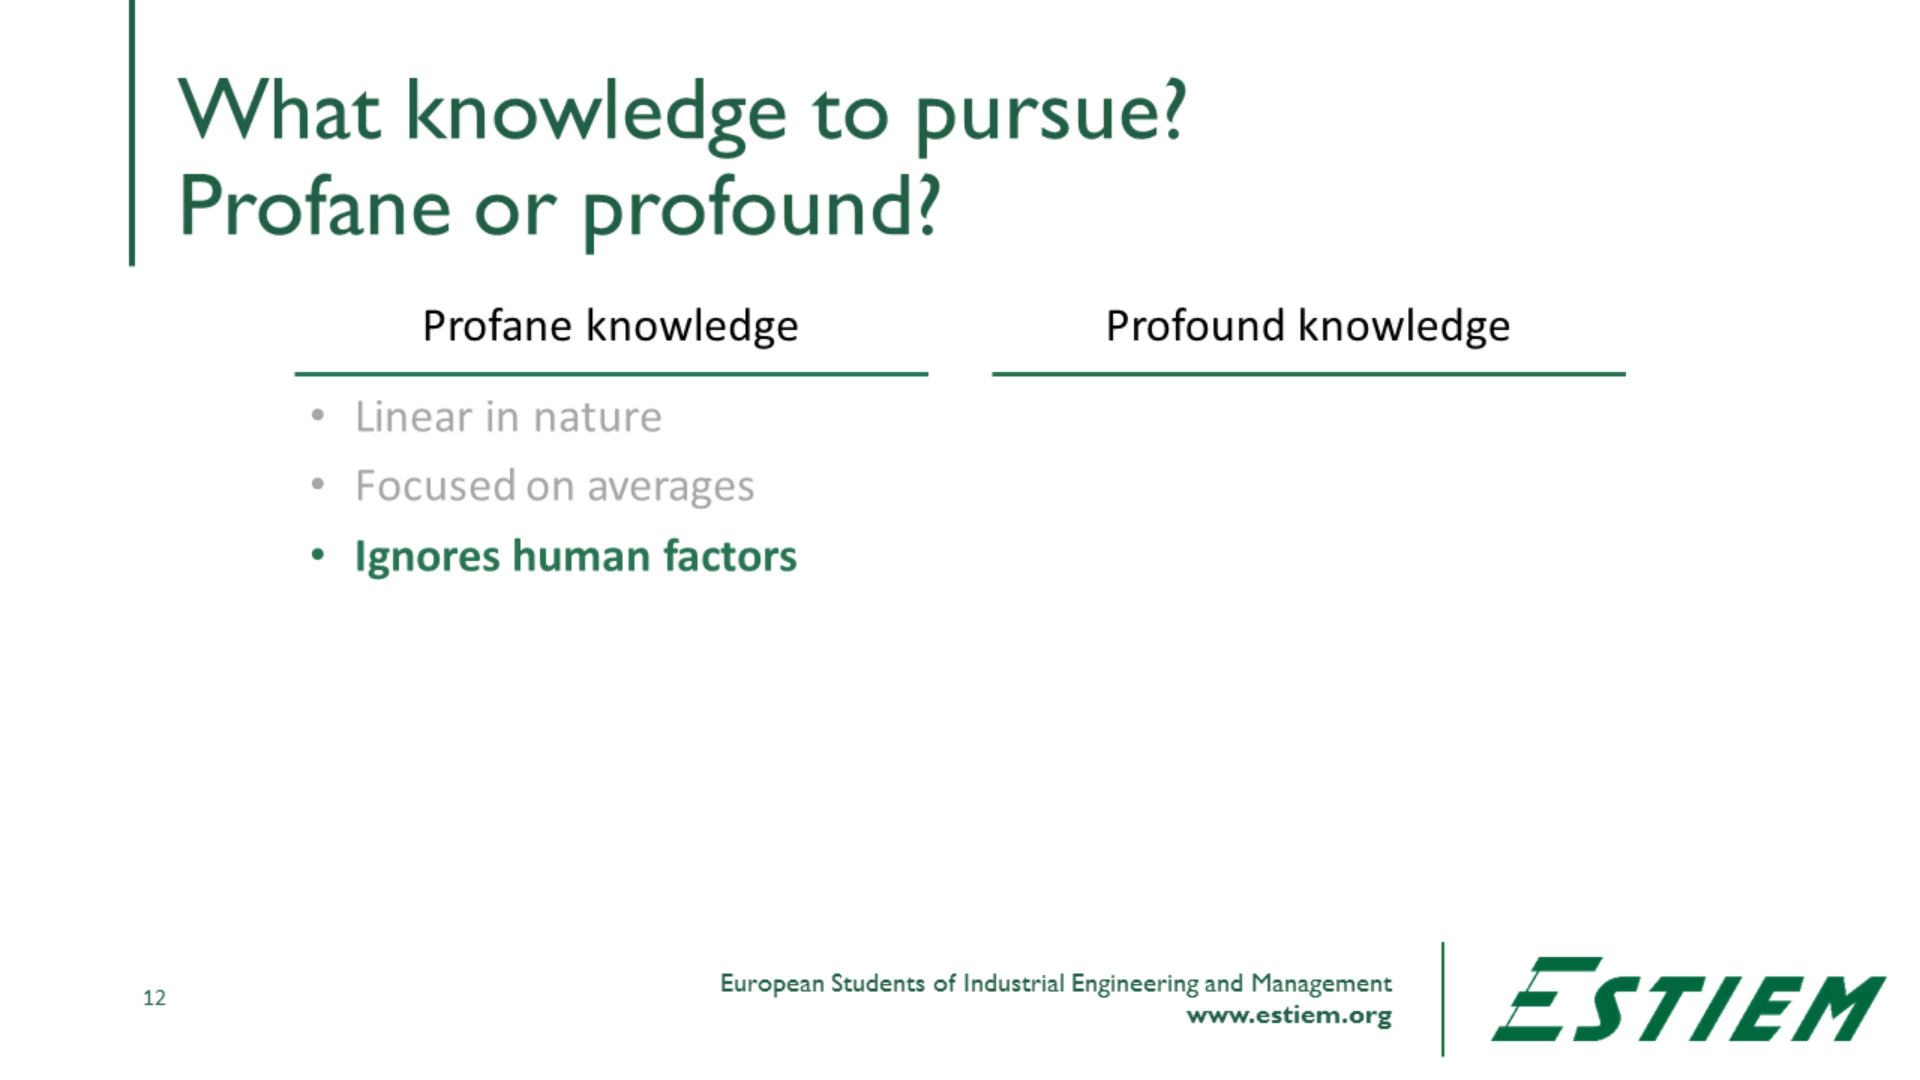 What knowledge to pursue?
Profane or profound?
Profane knowledge
• Linear in nature
• Focused on averages
• Ignores human factors
Profound knowledge
12
European Students of Industrial Engineering and Management
www.estiem.org
ESTIEM